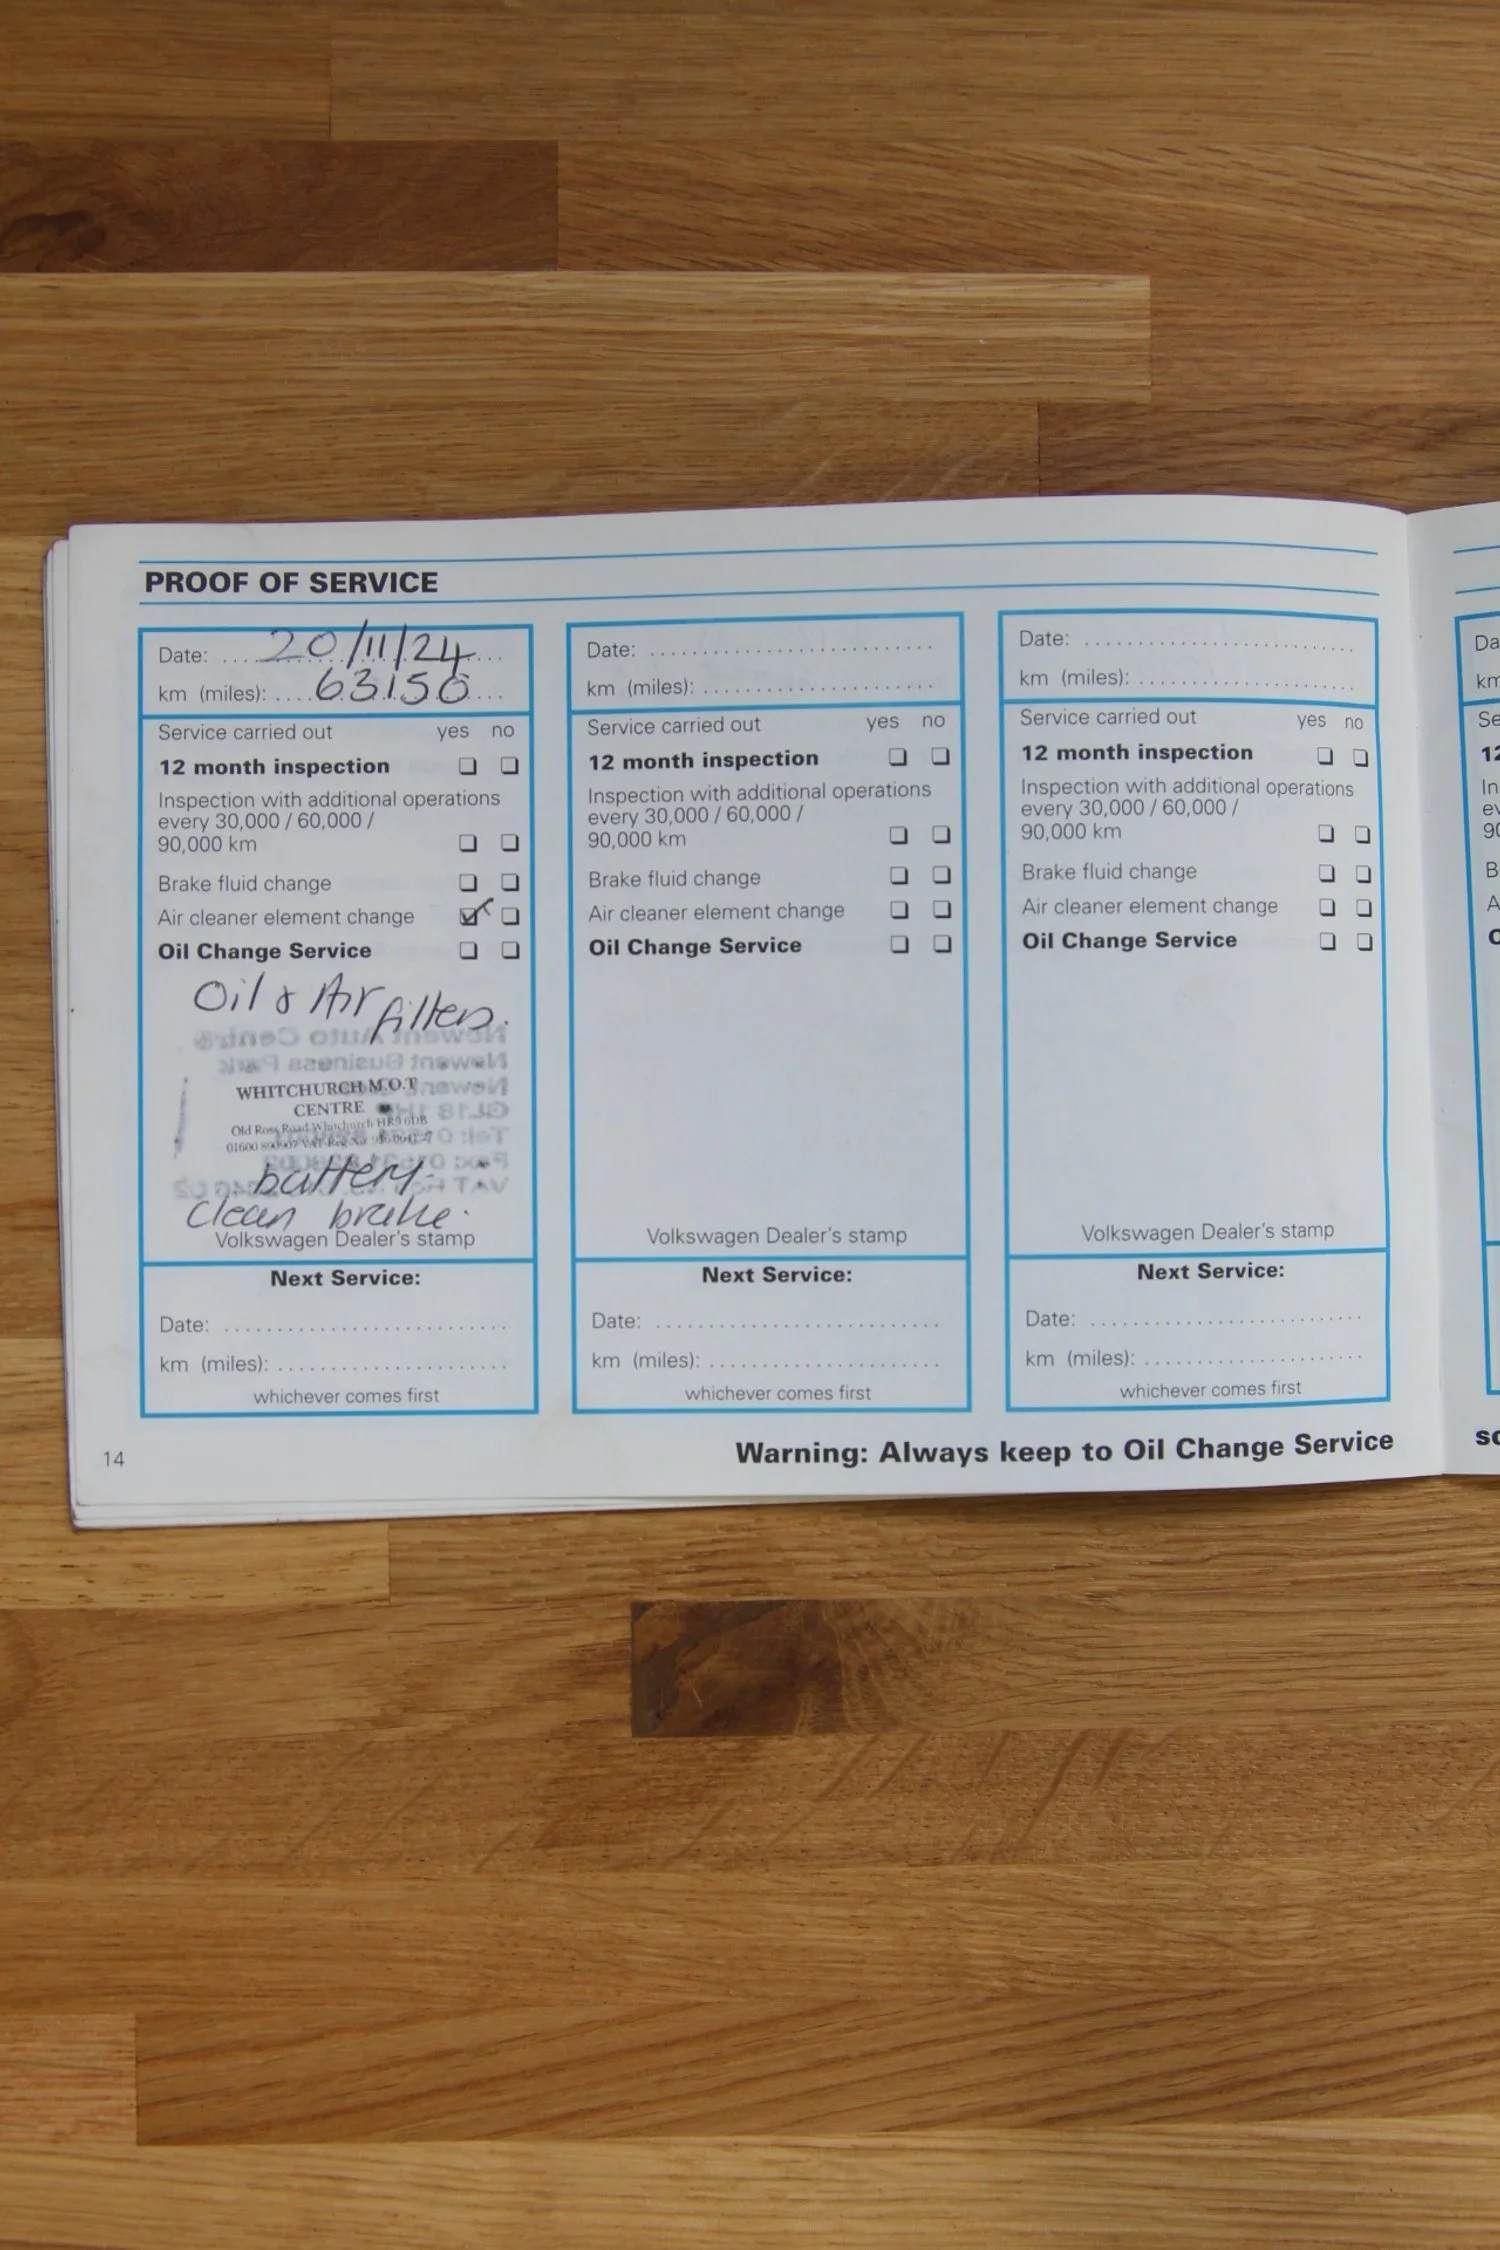 PROOF OF SERVICE
Date: 20/11/24
km (miles): 63150
Service carried out yes no
12 month inspection
Inspection with additional operations
every 30,000 / 60,000 /
90,000 km
Brake fluid change
Air cleaner element change
Oil Change Service
Oil & Air filters.
WHITCHURCH M.O.T
CENTRE
Old Ross Road Whitchurch HR9 6DB
battery.
Clean brake.
Volkswagen Dealer's stamp
Next Service:
Date:
km (miles):
whichever comes first
Date:
km (miles):
Service carried out yes no
12 month inspection
Inspection with additional operations
every 30,000 / 60,000 /
90,000 km
Brake fluid change
Air cleaner element change
Oil Change Service
Volkswagen Dealer's stamp
Next Service:
Date:
km (miles):
whichever comes first
Date:
km (miles):
Service carried out yes no
12 month inspection
Inspection with additional operations
every 30,000 / 60,000 /
90,000 km
Brake fluid change
Air cleaner element change
Oil Change Service
Volkswagen Dealer's stamp
Next Service:
Date:
km (miles):
whichever comes first
14
Warning: Always keep to Oil Change Service